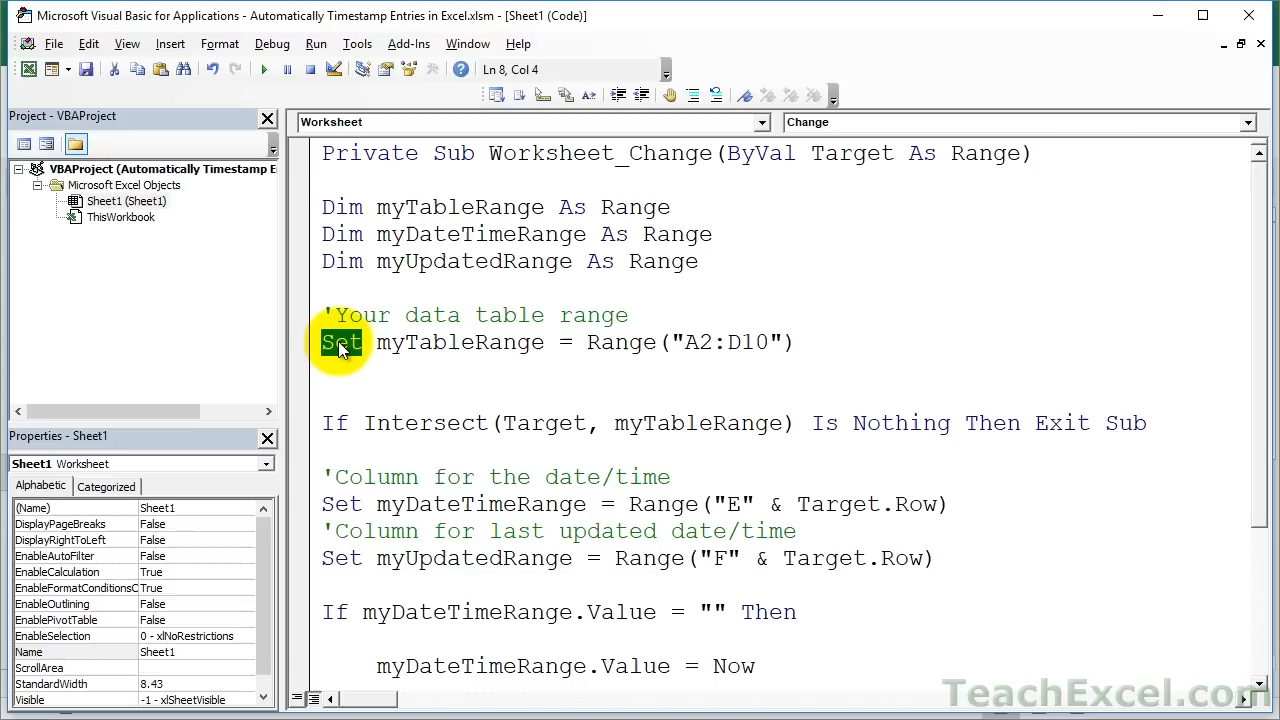 Microsoft Visual Basic for Applications - Automatically Timestamp Entries in Excel.xlsm - [Sheet1 (Code)]
File Edit View Insert Format Debug Run Tools Add-Ins Window Help
Ln 8, Col 4
Project - VBAProject
VBAProject (Automatically Timestamp E
Microsoft Excel Objects
Sheet1 (Sheet1)
ThisWorkbook
Properties - Sheet1
Sheet1 Worksheet
Alphabetic Categorized
(Name) Sheet1
DisplayPageBreaks False
DisplayRightToLeft False
EnableAutoFilter False
EnableCalculation True
EnableFormatConditionsC True
EnableOutlining False
EnablePivotTable False
EnableSelection 0 - xlNoRestrictions
Name Sheet1
ScrollArea
StandardWidth 8.43
Visible -1 - xlSheetVisible
Worksheet Change
Private Sub Worksheet_Change(ByVal Target As Range)
Dim myTableRange As Range
Dim myDateTimeRange As Range
Dim myUpdatedRange As Range
'Your data table range
Set myTableRange = Range("A2:D10")
If Intersect(Target, myTableRange) Is Nothing Then Exit Sub
'Column for the date/time
Set myDateTimeRange = Range("E" & Target.Row)
'Column for last updated date/time
Set myUpdatedRange = Range("F" & Target.Row)
If myDateTimeRange.Value = "" Then
myDateTimeRange.Value = Now
TeachExcel.com